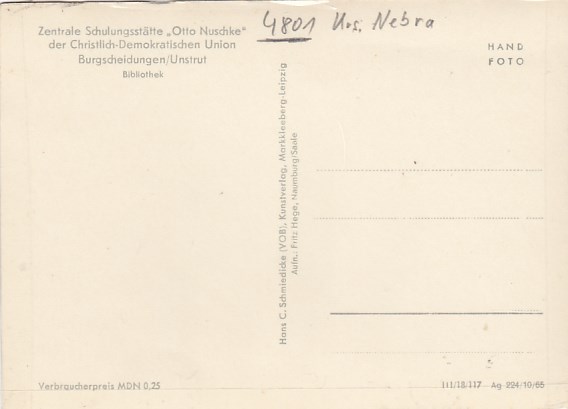 Zentrale Schulungsstätte „Otto Nuschke"
der Christlich-Demokratischen Union
Burgscheidungen/Unstrut
Bibliothek
4801 Krs. Nebra
HAND
FOTO
Hans C. Schmiedicke (VOB), Kunstverlag, Markkleeberg-Leipzig
Aufn.: Fritz Hege, Naumburg/Saale
Verbraucherpreis MDN 0,25
III/18/117 Ag 224/10/65